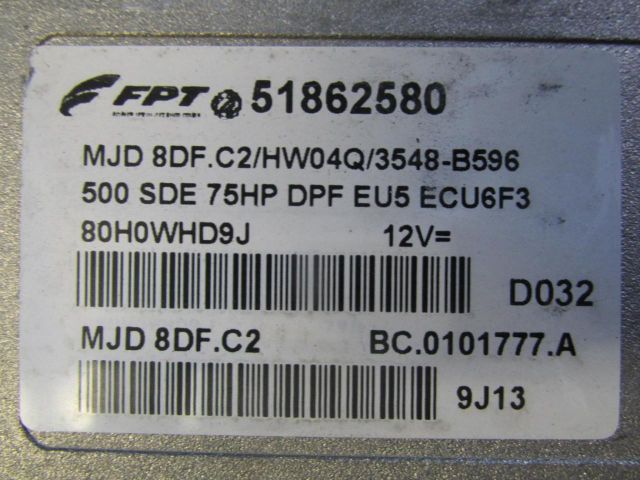 FPT 51862580
MJD 8DF.C2/HW04Q/3548-B596
500 SDE 75HP DPF EU5 ECU6F3
80H0WHD9J 12V=
D032
MJD 8DF.C2 BC.0101777.A
9J13